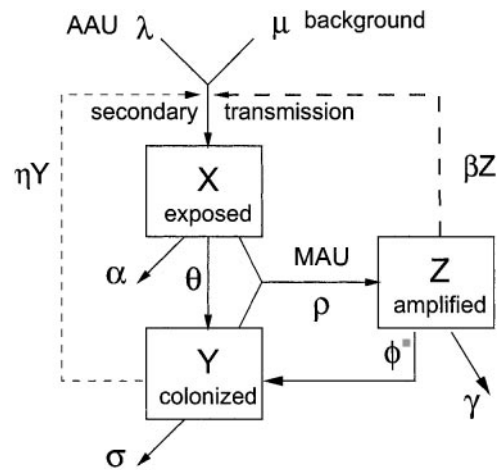 AAU λ μ background
secondary transmission
ηY
βZ
X
exposed
MAU
Z
amplified
α
θ
ρ
Y
colonized
ϕ
γ
σ